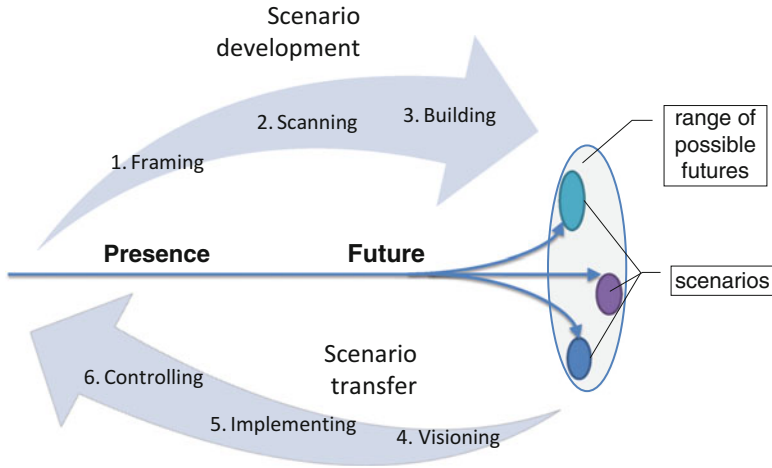 Scenario
development
1. Framing
2. Scanning
3. Building
range of
possible
futures
Presence
Future
scenarios
Scenario
transfer
6. Controlling
5. Implementing
4. Visioning